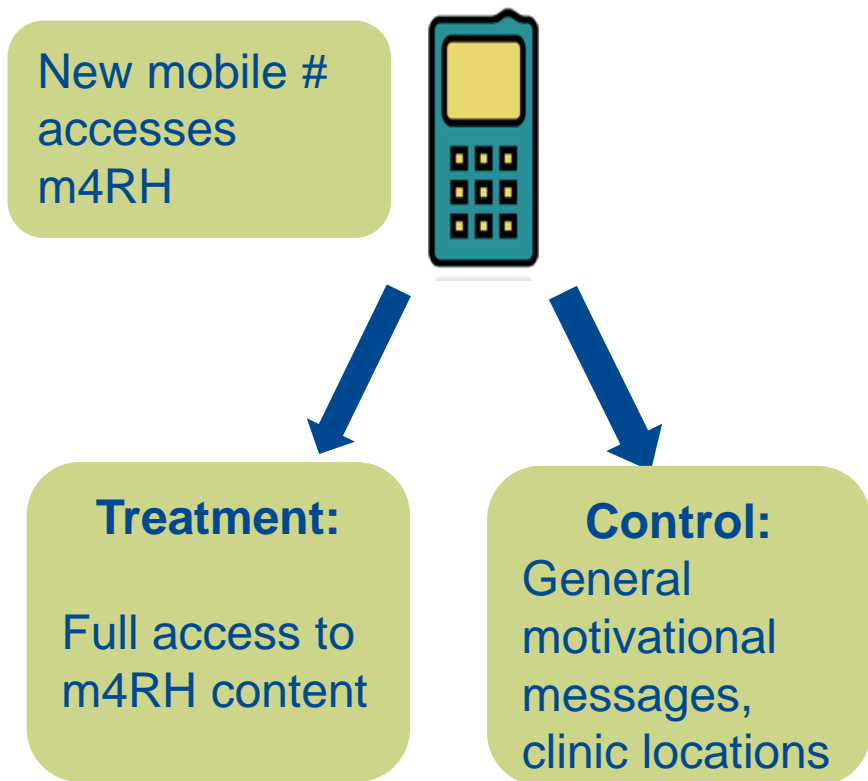 New mobile #
accesses
m4RH
Treatment:
Full access to
m4RH content
Control:
General
motivational
messages,
clinic locations